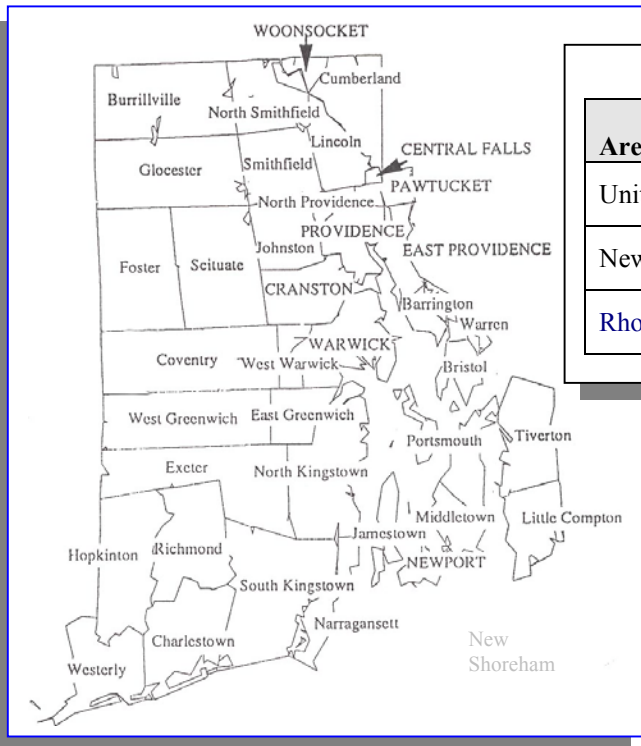 WOONSOCKET
Cumberland
Burrillville
North Smithfield
Lincoln
CENTRAL FALLS
Smithfield
Glocester
PAWTUCKET
North Providence
PROVIDENCE
Johnston
EAST PROVIDENCE
Foster
Scituate
CRANSTON
Barrington
Warren
WARWICK
Coventry
West Warwick
Bristol
West Greenwich
East Greenwich
Portsmouth
Tiverton
Exeter
North Kingstown
Middletown
Little Compton
Jamestown
Hopkinton
Richmond
NEWPORT
South Kingstown
Narragansett
Charlestown
New
Shoreham
Westerly
Are
Uni
New
Rho